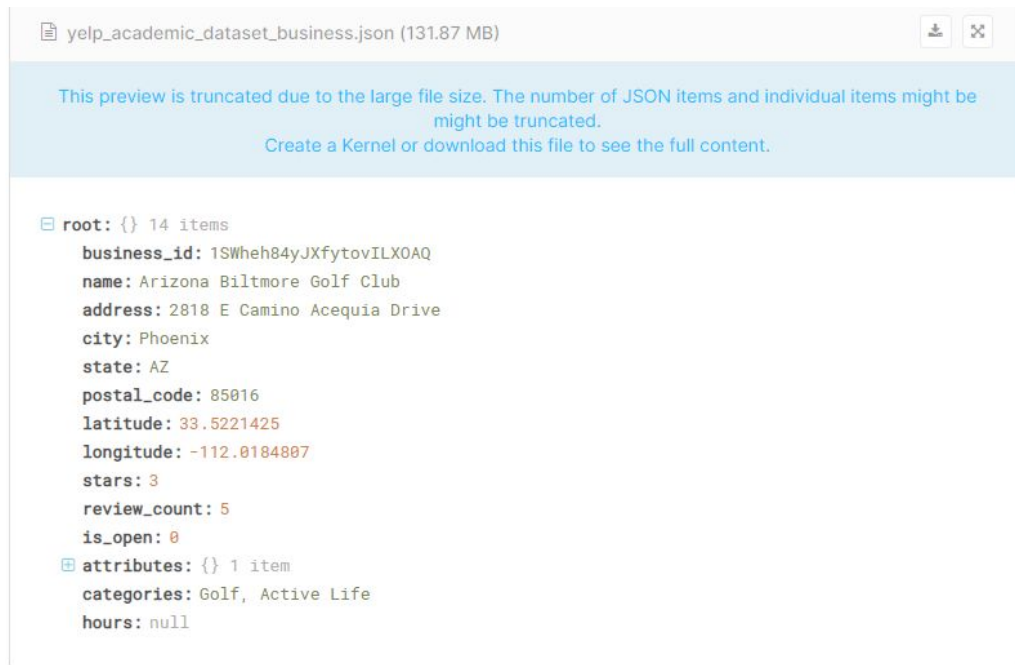 yelp_academic_dataset_business.json (131.87 MB)
This preview is truncated due to the large file size. The number of JSON items and individual items might be
might be truncated.
Create a Kernel or download this file to see the full content.
root: {} 14 items
business_id: 1SWheh84yJXfytovILXOAQ
name: Arizona Biltmore Golf Club
address: 2818 E Camino Acequia Drive
city: Phoenix
state: AZ
postal_code: 85016
latitude: 33.5221425
longitude: -112.0184807
stars: 3
review_count: 5
is_open: 0
attributes: {} 1 item
categories: Golf, Active Life
hours: null